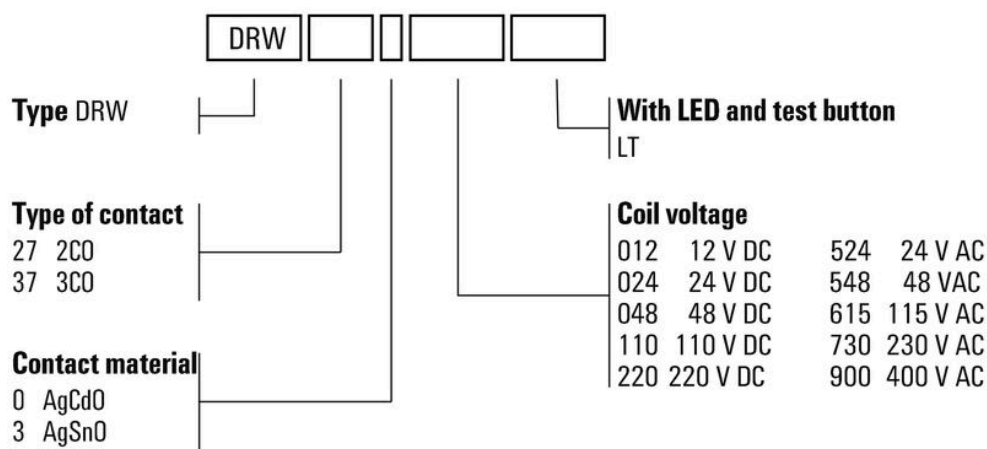 DRW
Type DRW
With LED and test button
LT
Type of contact
27 2CO
37 3CO
Coil voltage
012 12 V DC 524 24 V AC
024 24 V DC 548 48 VAC
048 48 V DC 615 115 V AC
110 110 V DC 730 230 V AC
220 220 V DC 900 400 V AC
Contact material
0 AgCdO
3 AgSnO